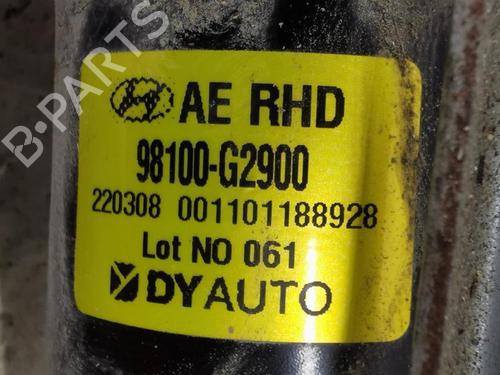 B-PARTS
AE RHD
98100-G2900
220308 001101188928
Lot NO 061
DYAUTO